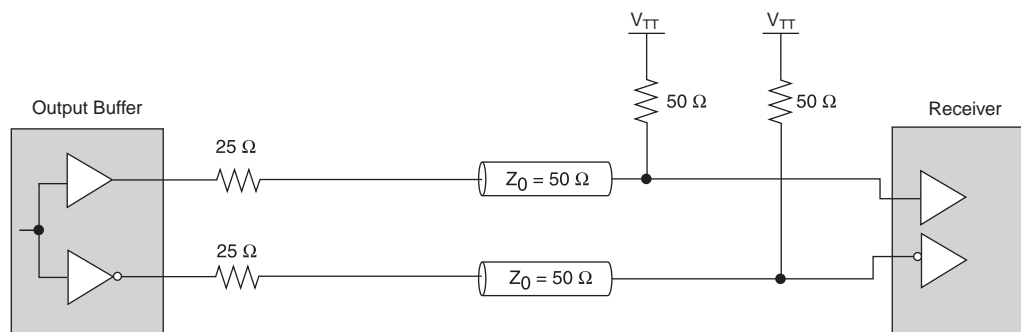 V_TT V_TT
50 Ω 50 Ω
Output Buffer Receiver
25 Ω
Z_0 = 50 Ω
25 Ω
Z_0 = 50 Ω